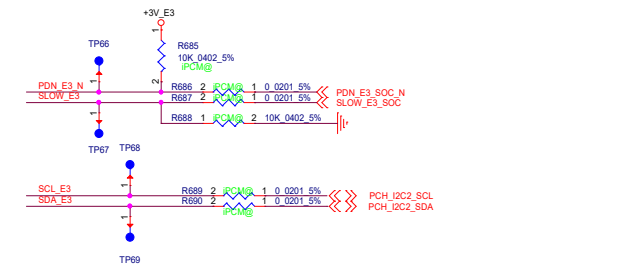 +3V_E3
1
R685
10K_0402_5%
iPCM@
2
TP66
1
PDN_E3_N
R686 2 iPCM@ 1 0_0201_5%
PDN_E3_SOC_N
SLOW_E3
R687 2 iPCM@ 1 0_0201_5%
SLOW_E3_SOC
1
R688 1 iPCM@ 2 10K_0402_5%
TP67
TP68
1
SCL_E3
R689 2 iPCM@ 1 0_0201_5%
PCH_I2C2_SCL
SDA_E3
R690 2 1 0_0201_5%
PCH_I2C2_SDA
iPCM@
1
TP69